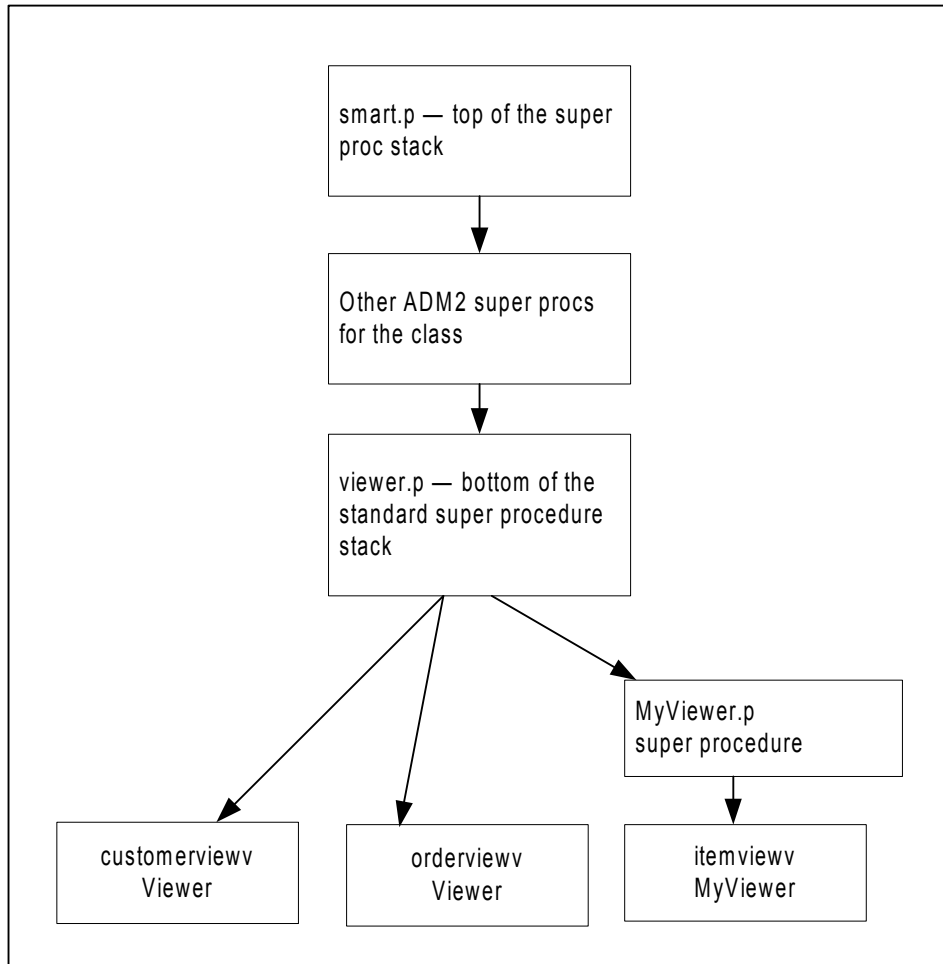 smart.p — top of the super
proc stack
Other ADM2 super procs
for the class
viewer.p — bottom of the
standard super procedure
stack
MyViewer.p
super procedure
customerviewv
Viewer
orderviewv
Viewer
itemviewv
MyViewer